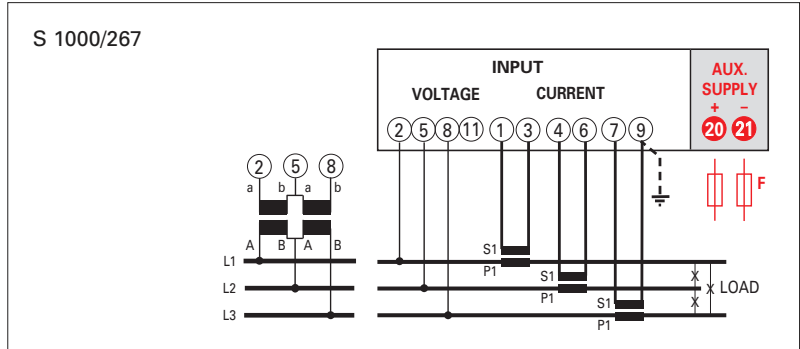 S 1000/267
INPUT
AUX.
SUPPLY
VOLTAGE CURRENT
+ –
2 5 8 11 1 3 4 6 7 9 20 21
2 5 8
a b a b
F
A B A B
S1
L1
P1
X
S1
L2
X LOAD
P1
X
S1
L3
P1